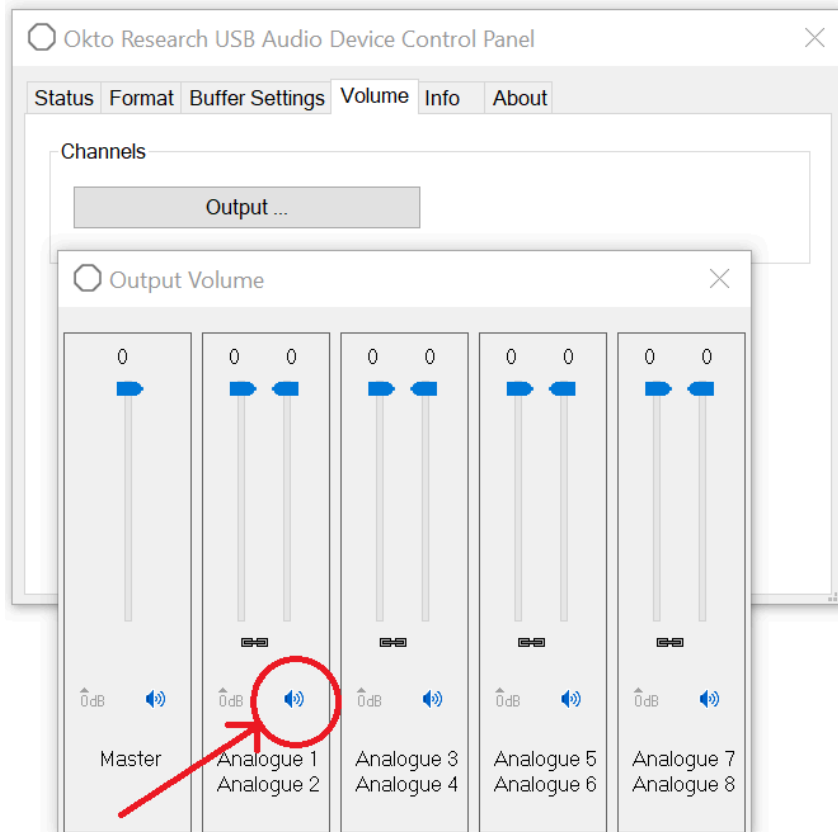 Okto Research USB Audio Device Control Panel
Status Format Buffer Settings Volume Info About
Channels
Output ...
Output Volume
0 0 0 0 0 0 0 0 0
0dB 0dB 0dB 0dB 0dB
Master Analogue 1 Analogue 3 Analogue 5 Analogue 7
Analogue 2 Analogue 4 Analogue 6 Analogue 8